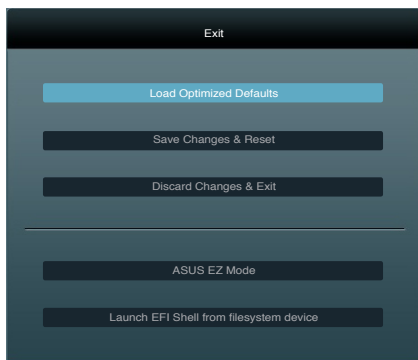 Exit
Load Optimized Defaults
Save Changes & Reset
Discard Changes & Exit
ASUS EZ Mode
Launch EFI Shell from filesystem device